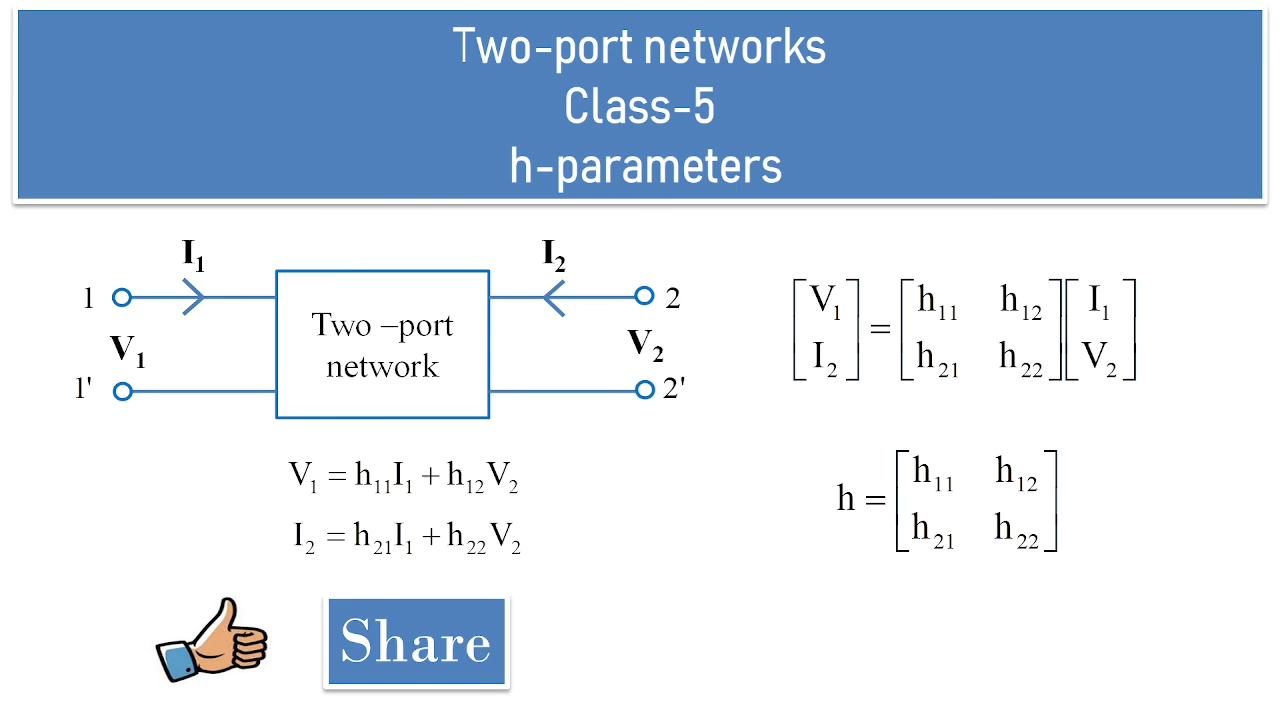 Two-port networks
Class-5
h-parameters
I₁
I₂
1
2
V₁
V₂
1'
2'
Two –port
network
[V₁ I₂] = [h₁₁ h₁₂ h₂₁ h₂₂] [I₁ V₂]
V₁ = h₁₁I₁ + h₁₂V₂
I₂ = h₂₁I₁ + h₂₂V₂
h = [h₁₁ h₁₂ h₂₁ h₂₂]
Share